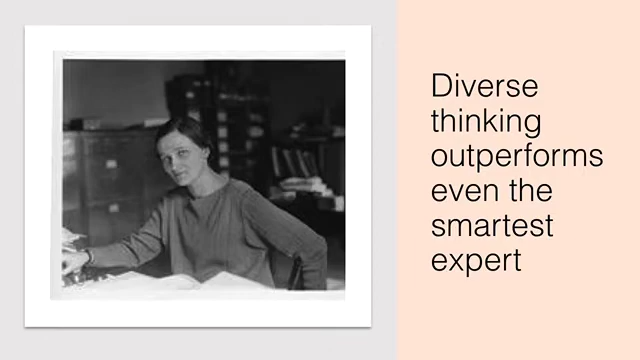 Diverse
thinking
outperforms
even the
smartest
expert